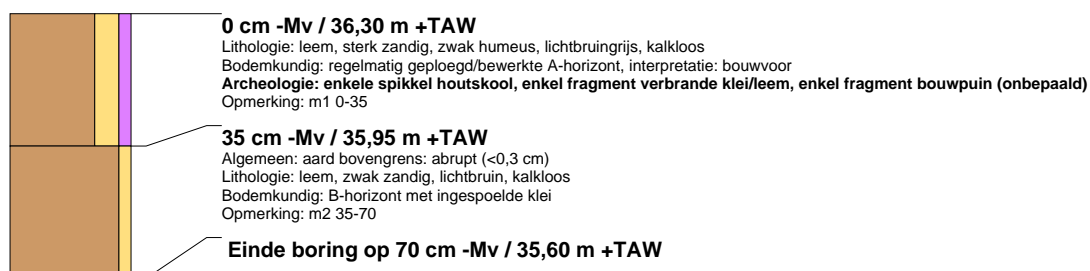 0 cm -Mv / 36,30 m +TAW
Lithologie: leem, sterk zandig, zwak humeus, lichtbruingrijs, kalkloos
Bodemkundig: regelmatig geploegd/bewerkte A-horizont, interpretatie: bouwvoor
Archeologie: enkele spikkel houtskool, enkel fragment verbrande klei/leem, enkel fragment bouwpuin (onbepaald)
Opmerking: m1 0-35
35 cm -Mv / 35,95 m +TAW
Algemeen: aard bovengrens: abrupt (<0,3 cm)
Lithologie: leem, zwak zandig, lichtbruin, kalkloos
Bodemkundig: B-horizont met ingespoelde klei
Opmerking: m2 35-70
Einde boring op 70 cm -Mv / 35,60 m +TAW